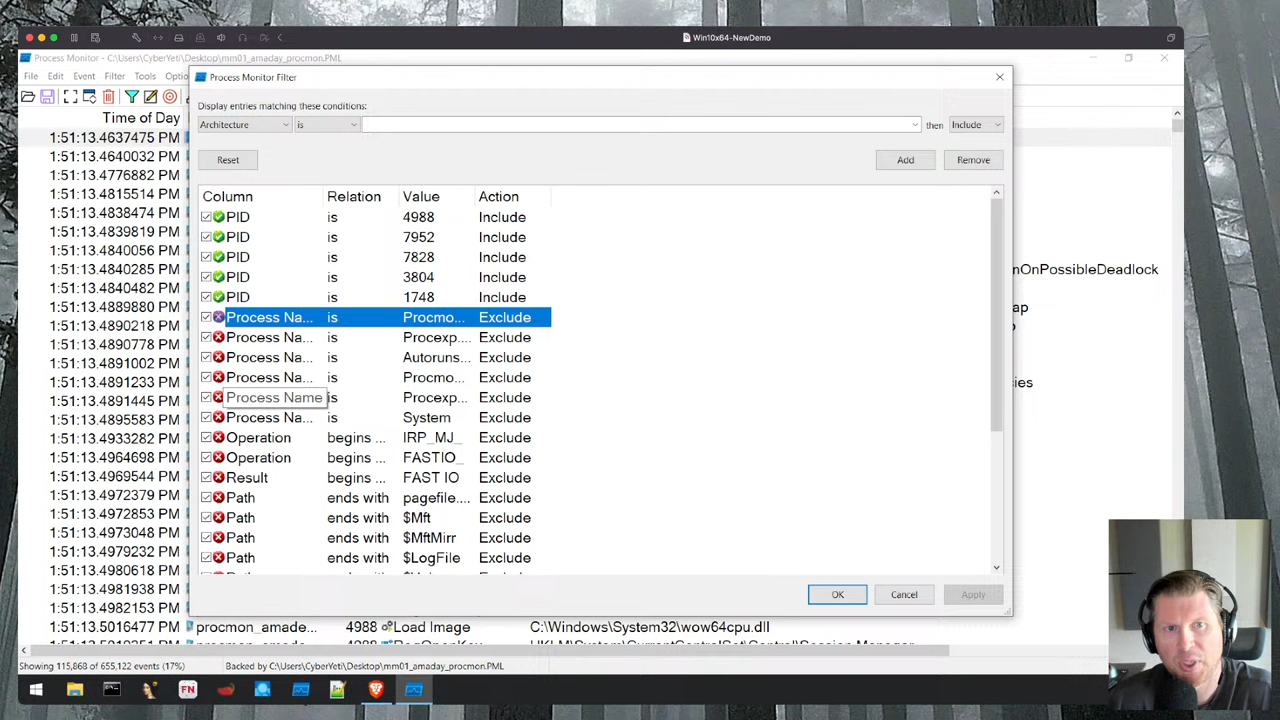 Win10x64-NewDemo
Process Monitor - C:\Users\CyberYeti\Desktop\mm01_amaday_procmon.PML
File Edit Event Filter Tools Optio
Process Monitor Filter
Display entries matching these conditions:
Architecture is then Include
Reset Add Remove
Time of Day
1:51:13.4637475 PM
1:51:13.4640032 PM
1:51:13.4776882 PM
1:51:13.4815514 PM
1:51:13.4838474 PM
1:51:13.4839819 PM
1:51:13.4840056 PM
1:51:13.4840285 PM
1:51:13.4889880 PM
1:51:13.4890218 PM
1:51:13.4890778 PM
1:51:13.4891002 PM
1:51:13.4891233 PM
1:51:13.4891445 PM
1:51:13.4895583 PM
1:51:13.4933282 PM
1:51:13.4964698 PM
1:51:13.4969544 PM
1:51:13.4972379 PM
1:51:13.4972853 PM
1:51:13.4973048 PM
1:51:13.4979232 PM
1:51:13.4980618 PM
1:51:13.4981938 PM
1:51:13.4982153 PM
1:51:13.5016477 PM
Column Relation Value Action
PID is 4988 Include
PID is 7952 Include
PID is 7828 Include
PID is 3804 Include
PID is 1748 Include
Process Na... is Procmo... Exclude
Process Na... is Procexp.... Exclude
Process Na... is Autoruns... Exclude
Process Na... is Procmo... Exclude
Process Name is Procexp.... Exclude
Process Na... is System Exclude
Operation begins ... IRP_MJ_ Exclude
Operation begins ... FASTIO_ Exclude
Result begins ... FAST IO Exclude
Path ends with pagefile.... Exclude
Path ends with $Mft Exclude
Path ends with $MftMirr Exclude
Path ends with $LogFile Exclude
nOnPossibleDeadlock
ap
cies
OK Cancel Apply
procmon_amade... 4988 Load Image C:\Windows\System32\wow64cpu.dll
Showing 115,868 of 655,122 events (17%) Backed by C:\Users\CyberYeti\Desktop\mm01_amaday_procmon.PML
FN